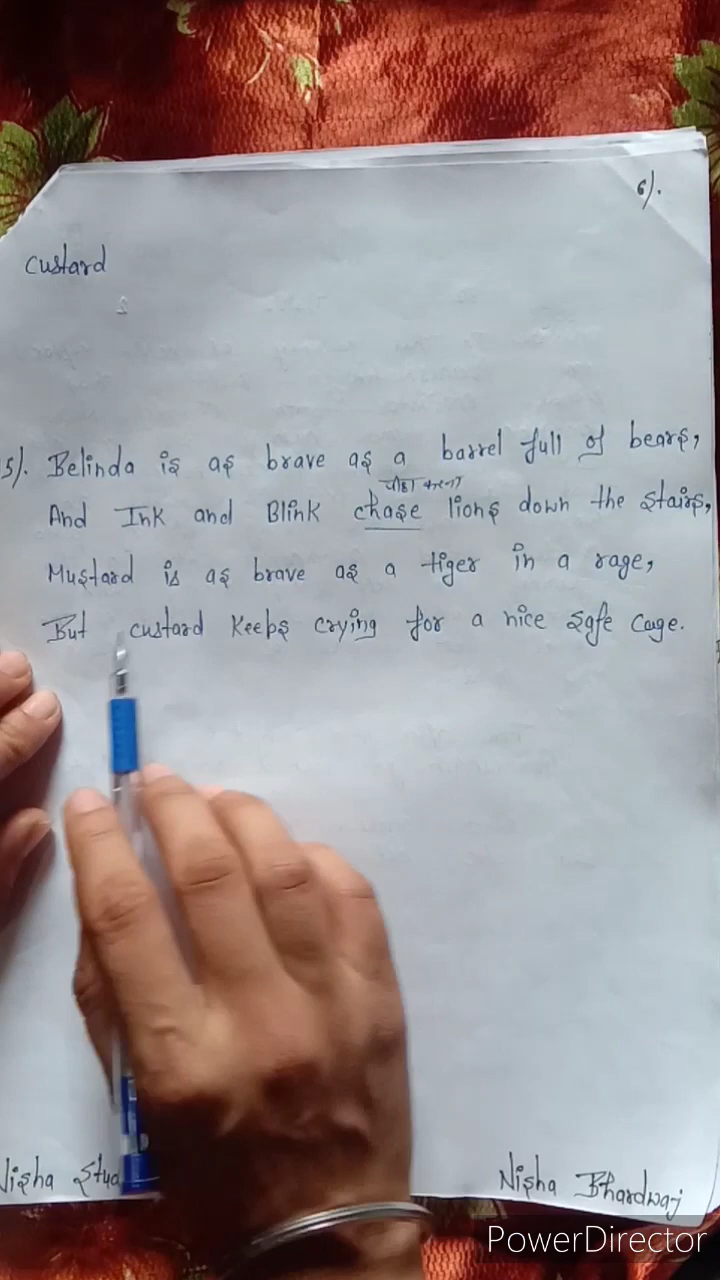 6).
Custard
5). Belinda is as brave as a barrel full of bears,
पीछा करना
And Ink and Blink chase lions down the stairs,
Mustard is as brave as a tiger in a rage,
But custard keeps crying for a nice safe cage.
Nisha Bhardwaj
PowerDirector